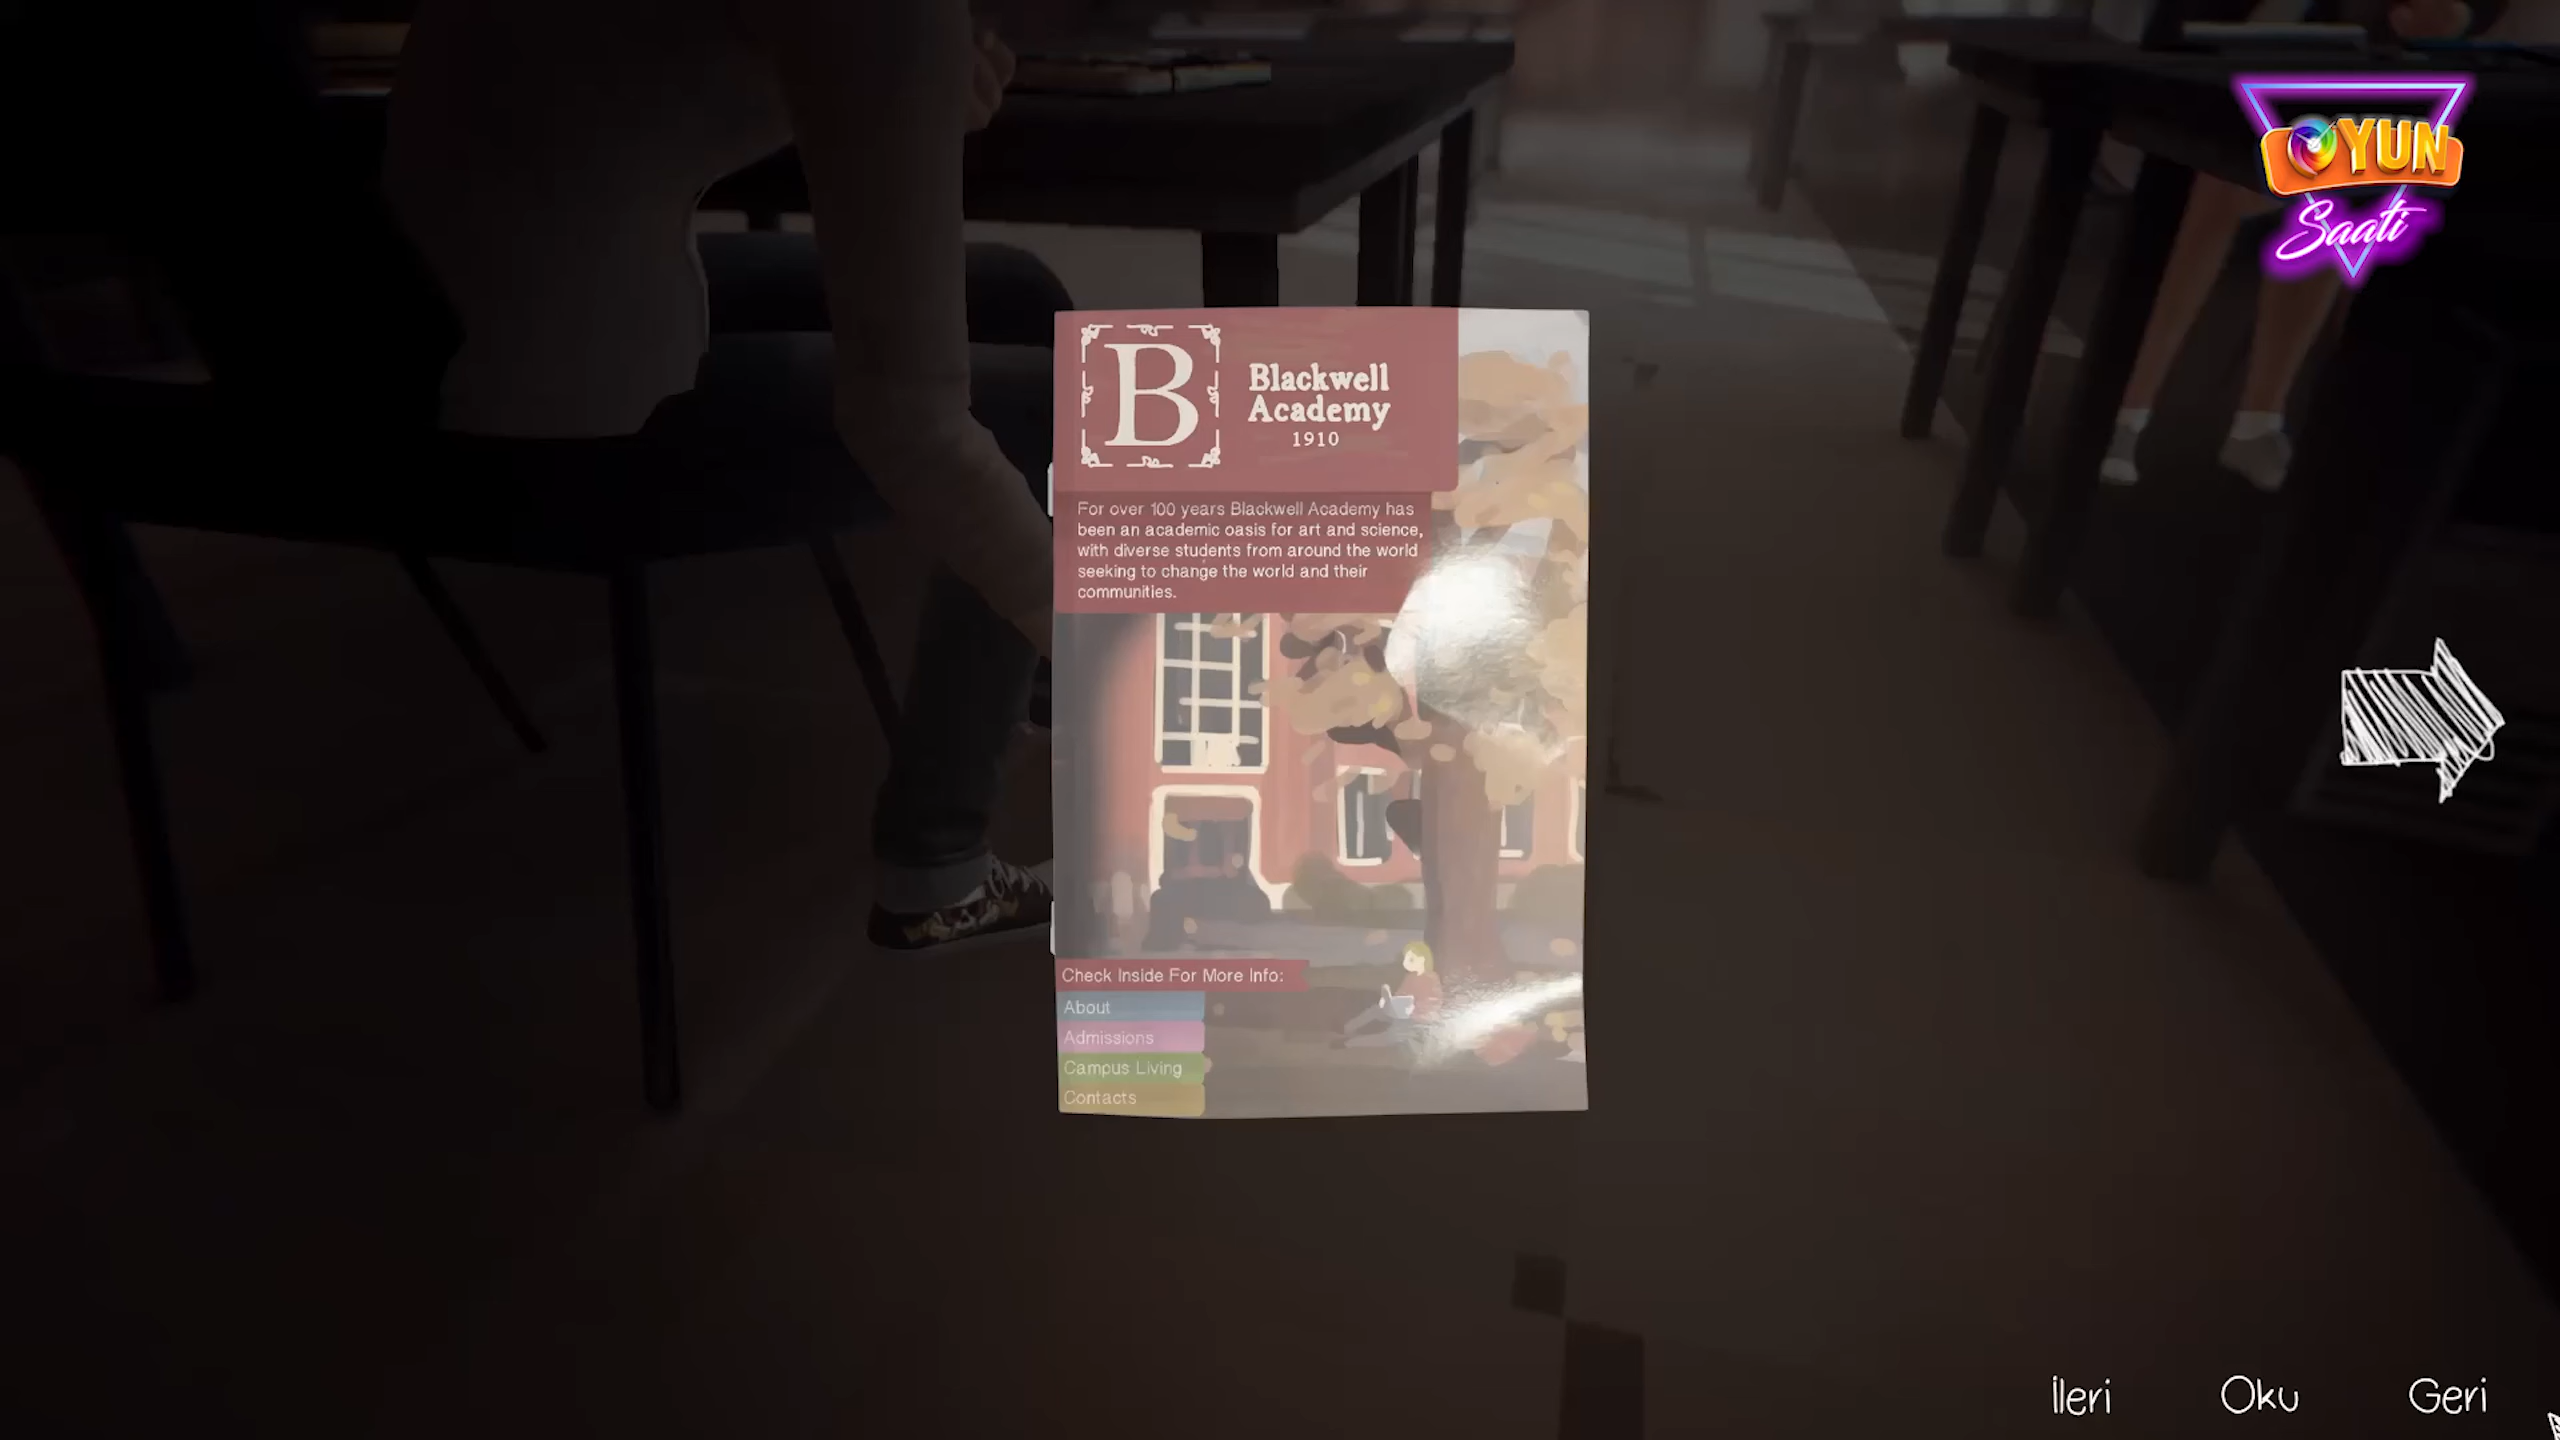 OYUN
Saati
B
Blackwell
Academy
1910
For over 100 years Blackwell Academy has
been an academic oasis for art and science,
with diverse students from around the world
seeking to change the world and their
communities.
Check Inside For More Info:
About
Admissions
Campus Living
Contacts
İleri
Oku
Geri